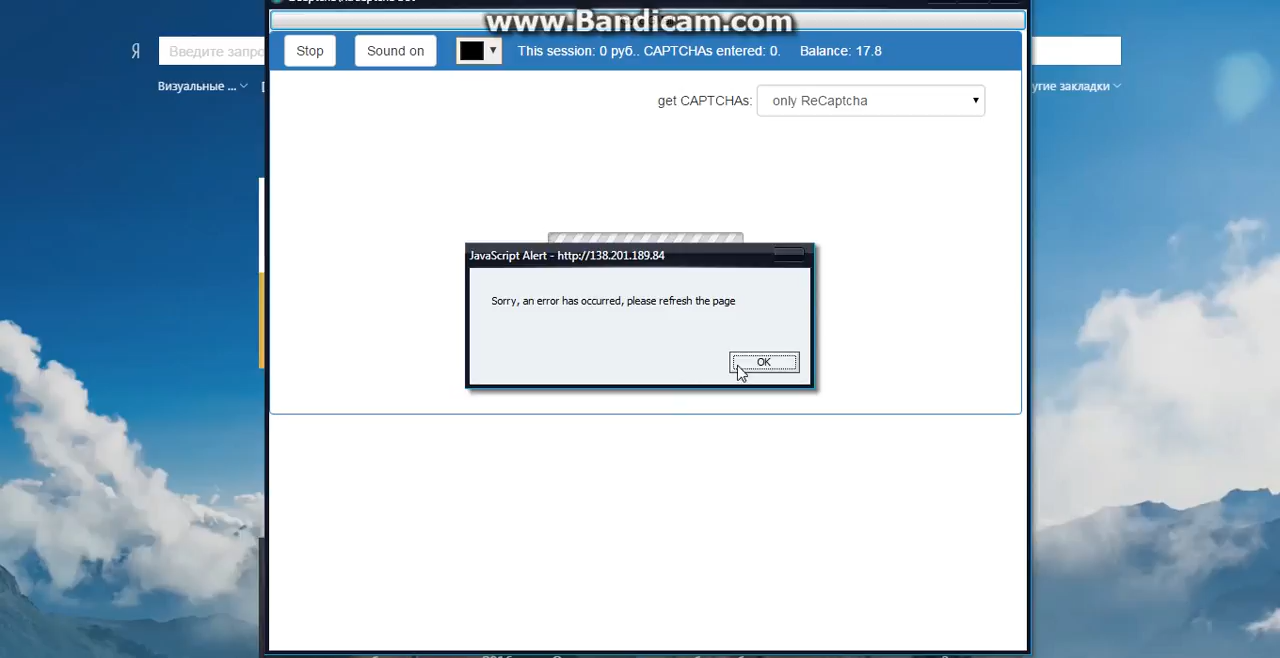 www.Bandicam.com
Я
Введите запро
Stop
Sound on
This session: 0 руб.. CAPTCHAs entered: 0.
Balance: 17.8
Визуальные ...
угие закладки
get CAPTCHAs:
only ReCaptcha
JavaScript Alert - http://138.201.189.84
Sorry, an error has occurred, please refresh the page
OK